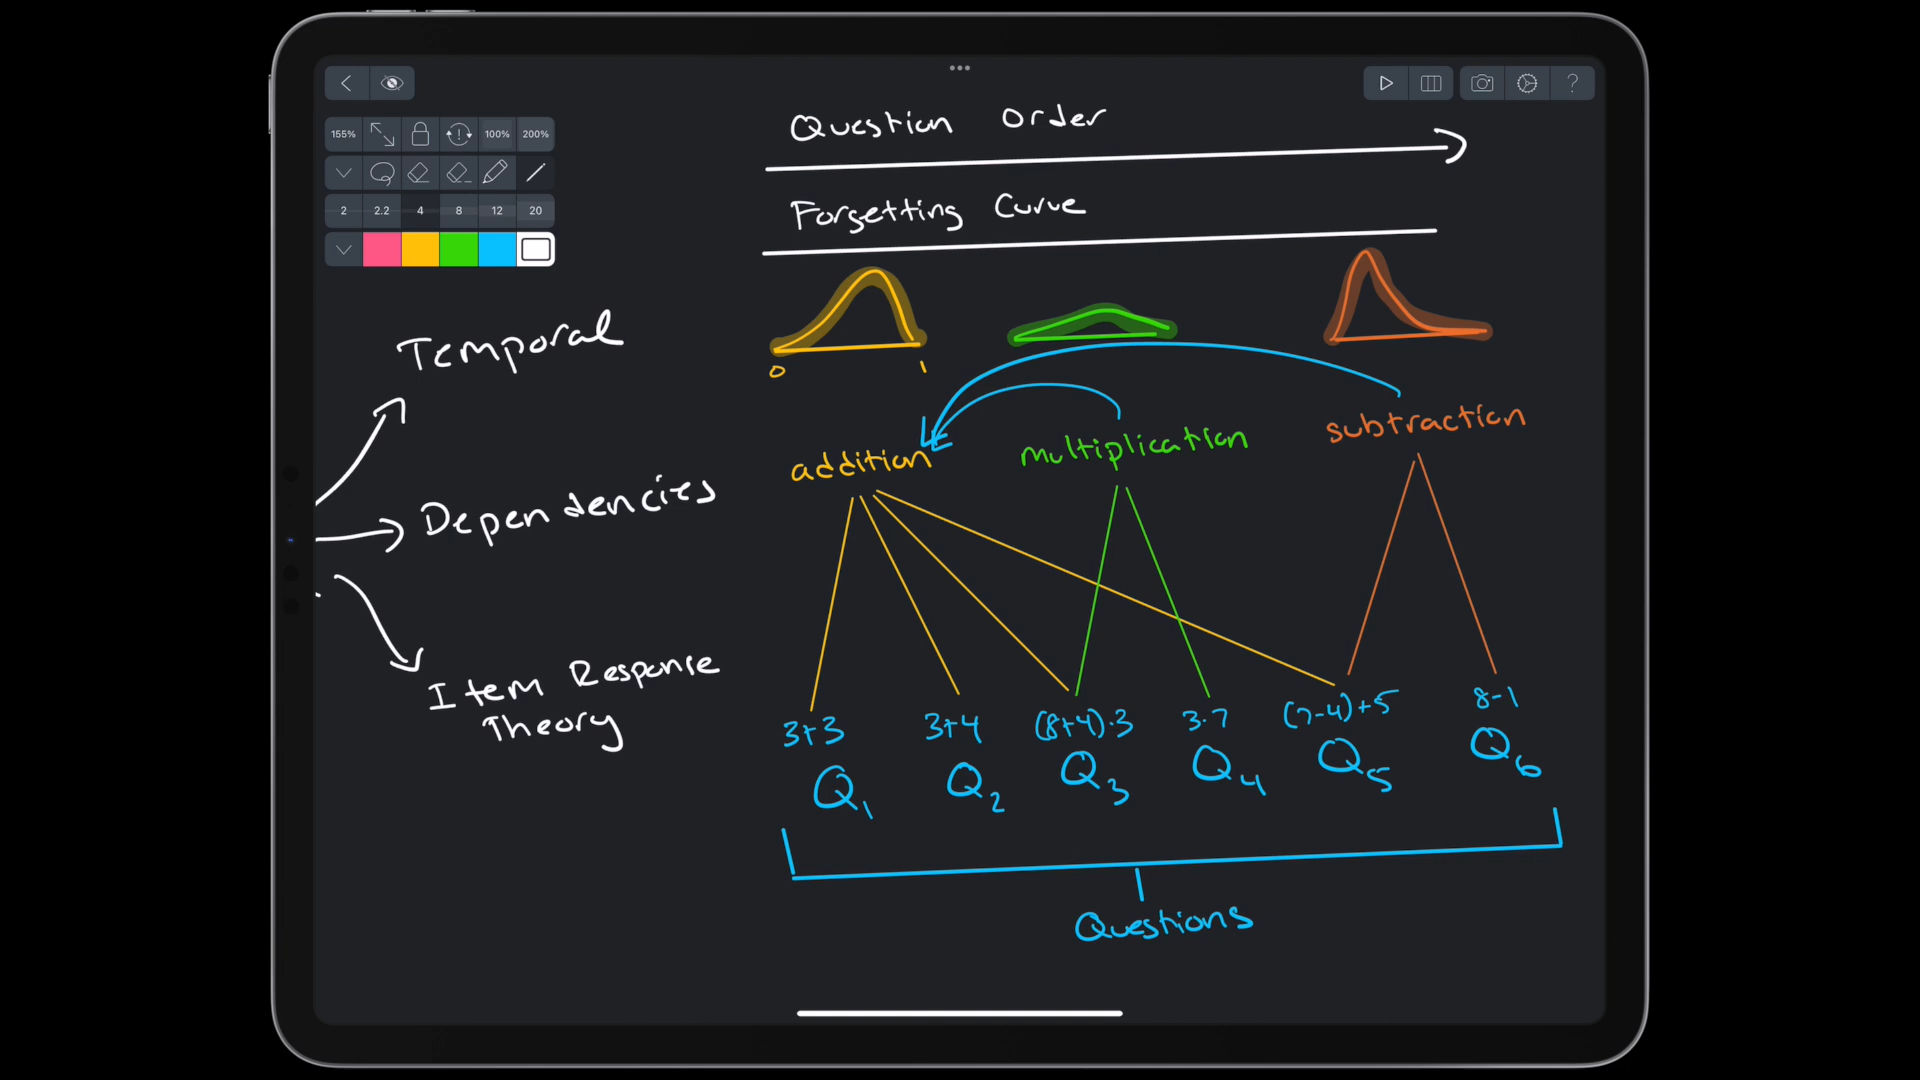 155%
100%
200%
2
2.2
4
8
12
20
?
Question Order
Forgetting Curve
0
1
Temporal
Dependencies
Item Response
Theory
addition
multiplication
subtraction
3+3
3+4
(8+4)·3
3·7
(7-4)+5
8-1
Q1
Q2
Q3
Q4
Q5
Q6
Questions